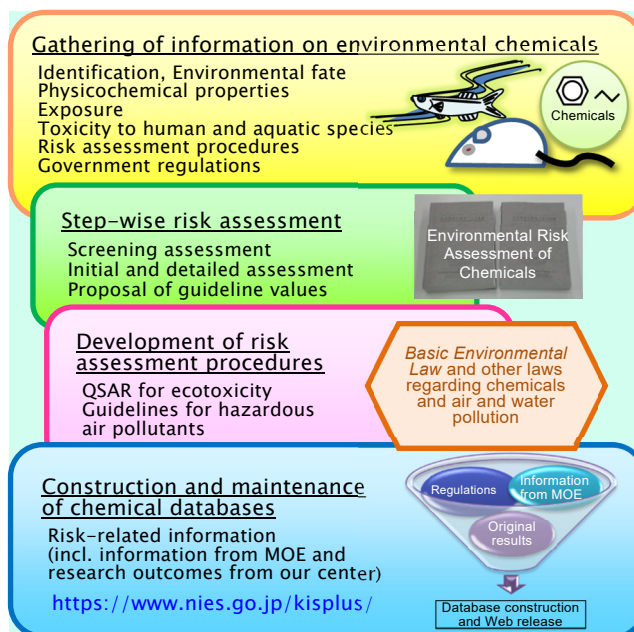 Gathering of information on environmental chemicals
Identification, Environmental fate
Physicochemical properties
Exposure
Toxicity to human and aquatic species
Risk assessment procedures
Government regulations
Chemicals
Step-wise risk assessment
Screening assessment
Initial and detailed assessment
Proposal of guideline values
Environmental Risk
Assessment of
Chemicals
Development of risk
assessment procedures
QSAR for ecotoxicity
Guidelines for hazardous
air pollutants
Basic Environmental
Law and other laws
regarding chemicals
and air and water
pollution
Construction and maintenance
of chemical databases
Risk-related information
(incl. information from MOE and
research outcomes from our center)
https://www.nies.go.jp/kisplus/
Regulations
Information
from MOE
Original
results
Database construction
and Web release